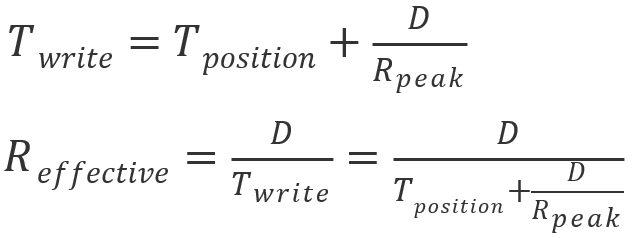 T_write = T_position + D/R_peak
R_effective = D/T_write = D/(T_position + D/R_peak)